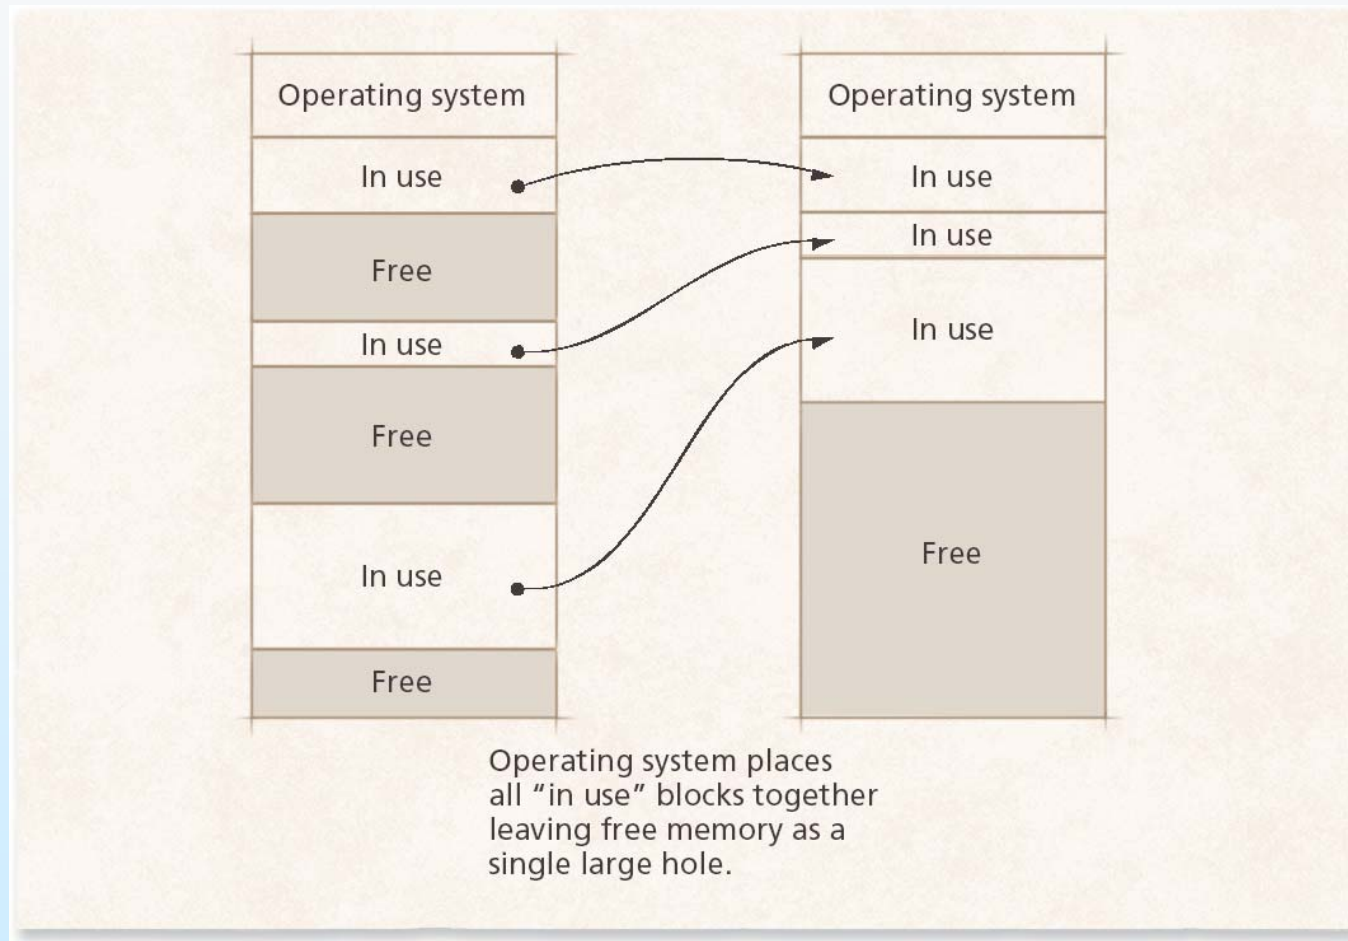 Operating system
In use
Free
In use
Free
In use
Free
Operating system
In use
In use
In use
Free
Operating system places
all “in use” blocks together
leaving free memory as a
single large hole.